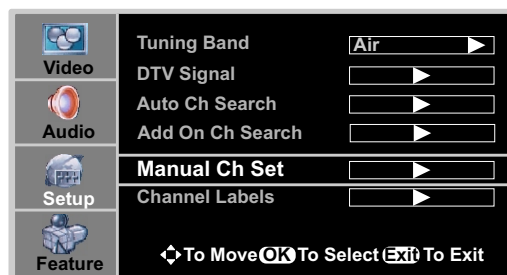 Video
Audio
Setup
Feature
Tuning Band Air
DTV Signal
Auto Ch Search
Add On Ch Search
Manual Ch Set
Channel Labels
To Move OK To Select Exit To Exit